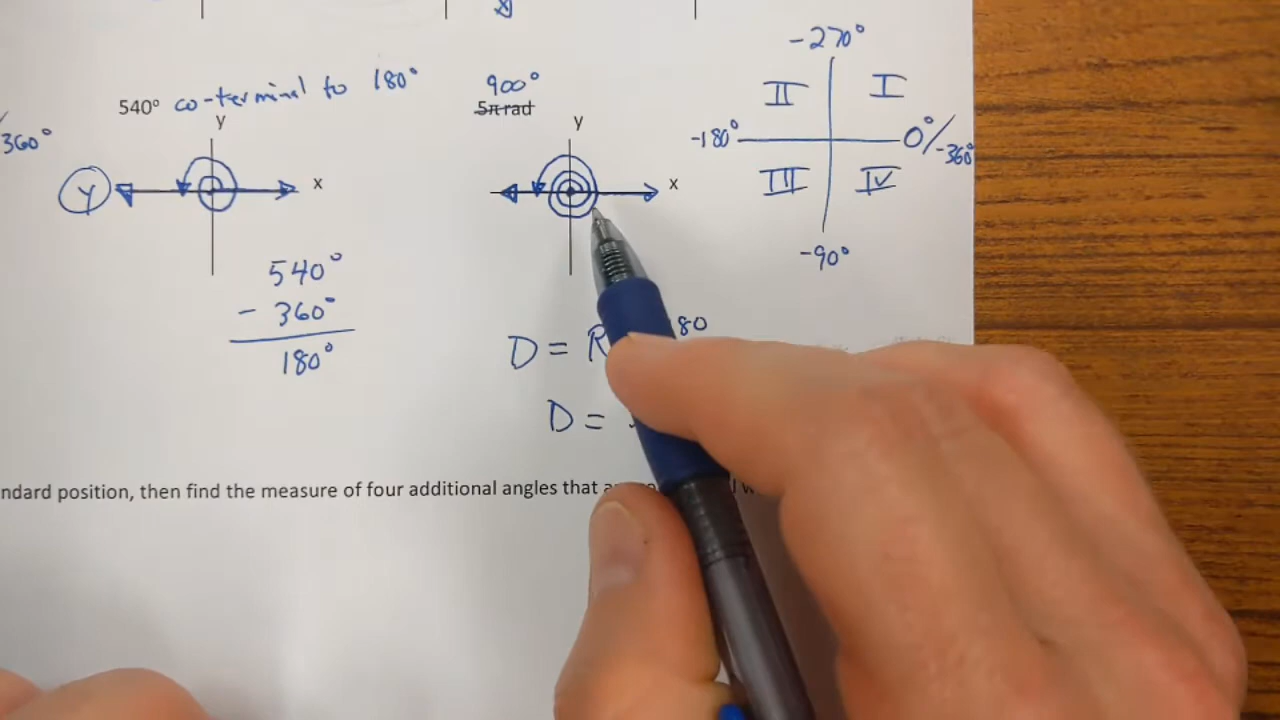 360°
540° co-terminal to 180°
y
x
Y
540°
- 360°
180°
900°
5π rad
y
x
D = R 80
D =
-270°
II I
-180° 0°/-360°
III IV
-90°
ndard position, then find the measure of four additional angles that